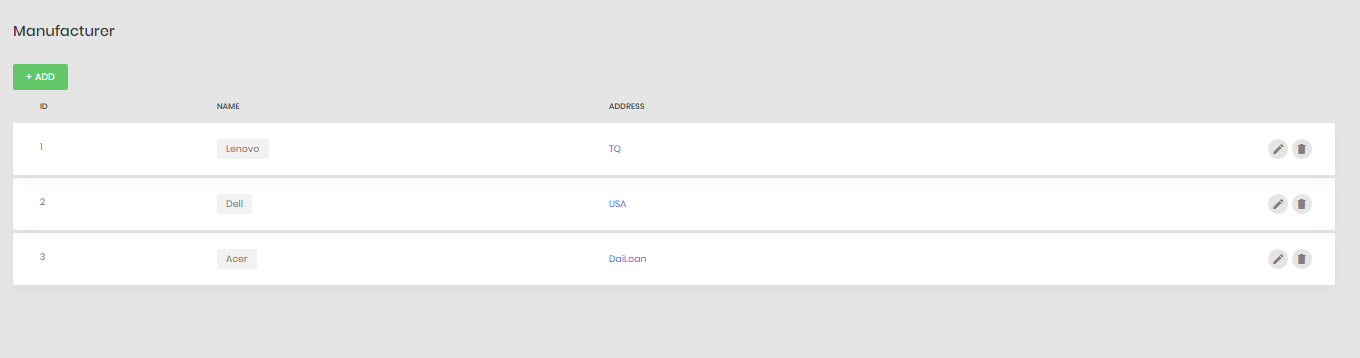 Manufacturer
+ ADD
ID NAME ADDRESS
1 Lenovo TQ
2 Dell USA
3 Acer DaiLoan